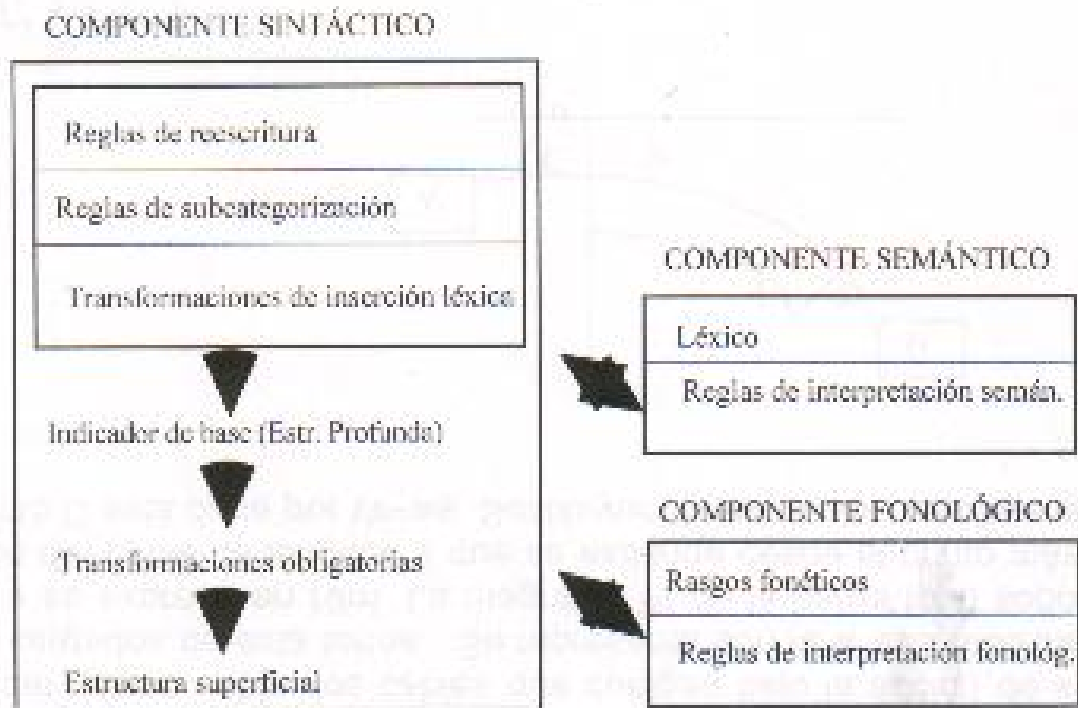 COMPONENTE SINTÁCTICO
Reglas de reescritura
Reglas de subcategorización
Transformaciones de inserción léxica
Indicador de base (Estr. Profunda)
Transformaciones obligatorias
Estructura superficial
COMPONENTE SEMÁNTICO
Léxico
Reglas de interpretación semán.
COMPONENTE FONOLÓGICO
Rasgos fonéticos
Reglas de interpretación fonológ.